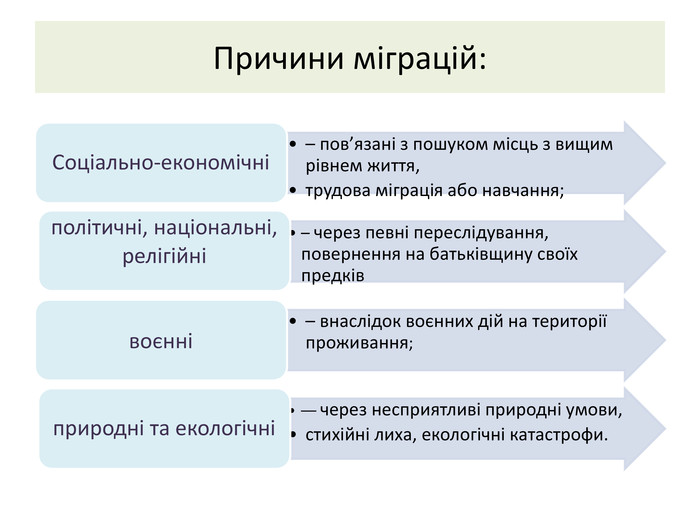 Причини міграцій:
Соціально-економічні
• – пов’язані з пошуком місць з вищим
рівнем життя,
• трудова міграція або навчання;
політичні, національні,
релігійні
• – через певні переслідування,
повернення на батьківщину своїх
предків
воєнні
• – внаслідок воєнних дій на території
проживання;
природні та екологічні
• — через несприятливі природні умови,
• стихійні лиха, екологічні катастрофи.